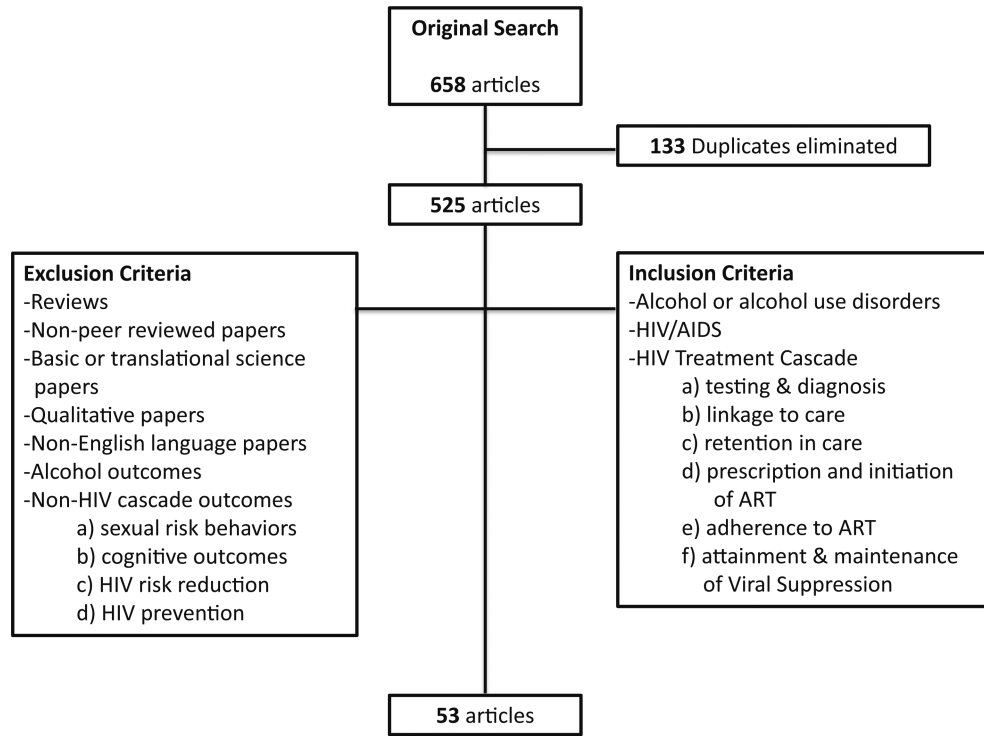 Original Search
658 articles
133 Duplicates eliminated
525 articles
Exclusion Criteria
-Reviews
-Non-peer reviewed papers
-Basic or translational science
papers
-Qualitative papers
-Non-English language papers
-Alcohol outcomes
-Non-HIV cascade outcomes
a) sexual risk behaviors
b) cognitive outcomes
c) HIV risk reduction
d) HIV prevention
Inclusion Criteria
-Alcohol or alcohol use disorders
-HIV/AIDS
-HIV Treatment Cascade
a) testing & diagnosis
b) linkage to care
c) retention in care
d) prescription and initiation
of ART
e) adherence to ART
f) attainment & maintenance
of Viral Suppression
53 articles